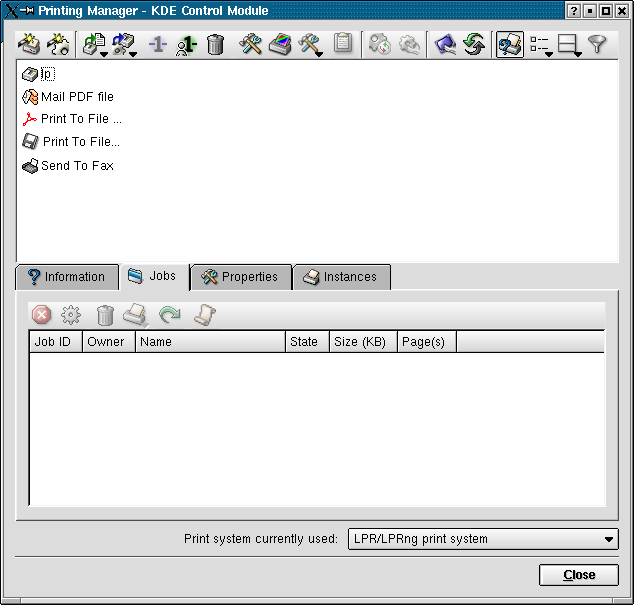 Printing Manager - KDE Control Module
lp
Mail PDF file
Print To File ...
Print To File...
Send To Fax
Information Jobs Properties Instances
Job ID Owner Name State Size (KB) Page(s)
Print system currently used: LPR/LPRng print system
Close